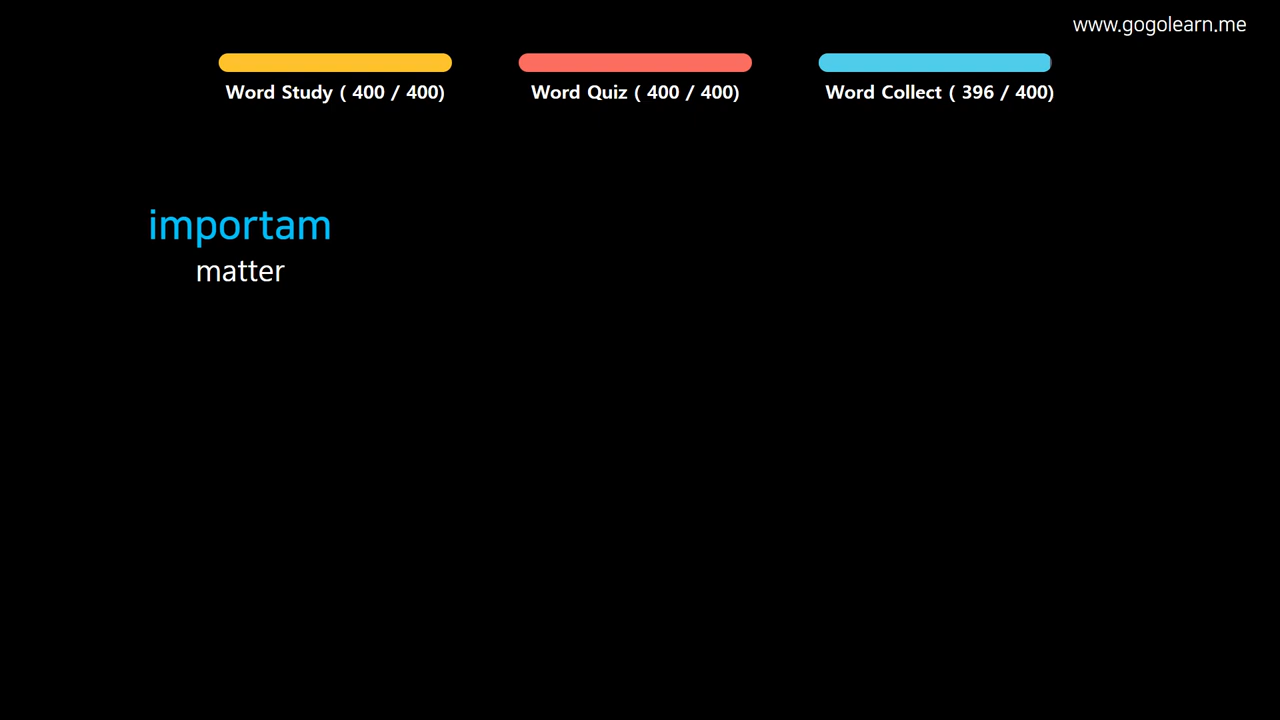 www.gogolearn.me
Word Study ( 400 / 400)
Word Quiz ( 400 / 400)
Word Collect ( 396 / 400)
importam
matter